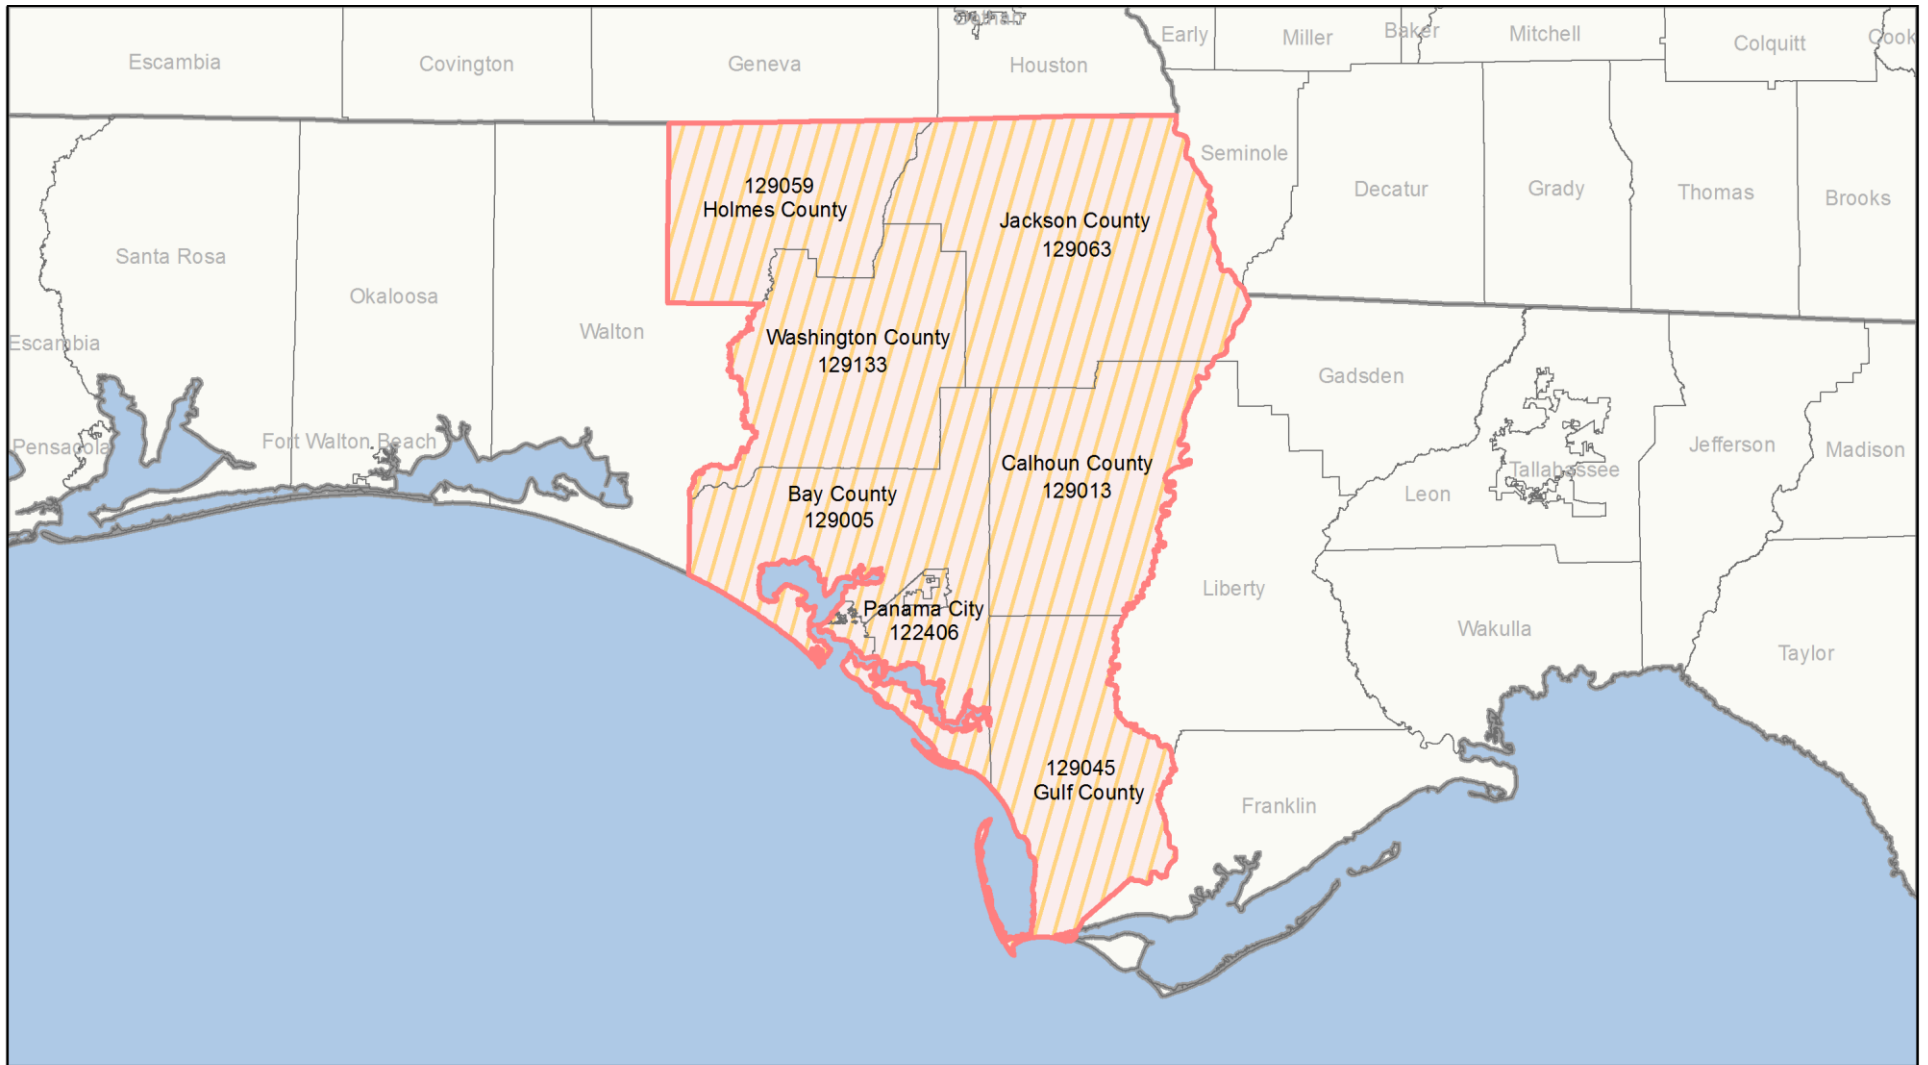 Dothan
Early
Miller
Baker
Mitchell
Colquitt
Cook
Escambia
Covington
Geneva
Houston
Seminole
Decatur
Grady
Thomas
Brooks
129059
Holmes County
Jackson County
129063
Santa Rosa
Okaloosa
Walton
Escambia
Washington County
129133
Gadsden
Pensacola
Fort Walton Beach
Calhoun County
129013
Bay County
129005
Tallahassee
Leon
Jefferson
Madison
Liberty
Panama City
122406
Wakulla
Taylor
129045
Gulf County
Franklin